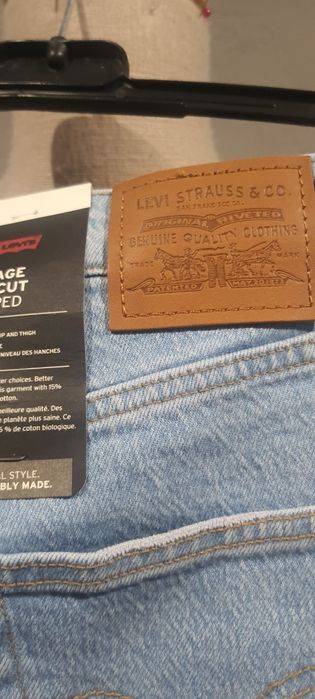 LEVI STRAUSS & CO.
SAN FRANCISCO CAL
ORIGINAL RIVETED
GENUINE QUALITY CLOTHING
TRADE MARK
PATENTED MAY 20 1873
LEVI'S
AGE
CUT
PED
IP AND THIGH
NIVEAU DES HANCHES
er choices. Better
is garment with 15%
otton.
eilleure qualité. Des
e planète plus saine. Ce
5 % de coton biologique.
L STYLE.
BLY MADE.